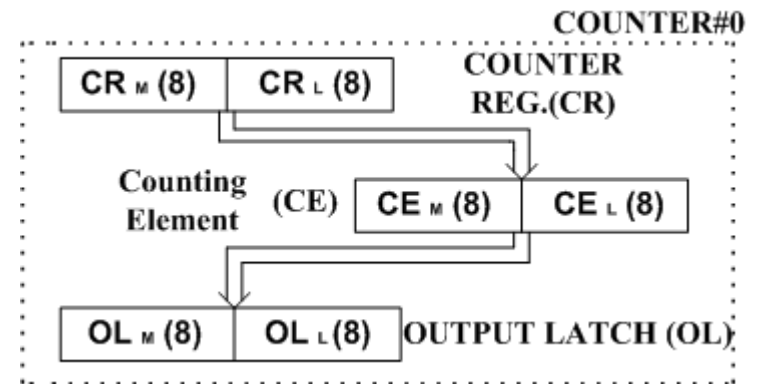 COUNTER#0
CR M (8) CR L (8)
COUNTER
REG.(CR)
Counting
Element
(CE)
CE M (8) CE L (8)
OL M (8) OL L (8)
OUTPUT LATCH (OL)